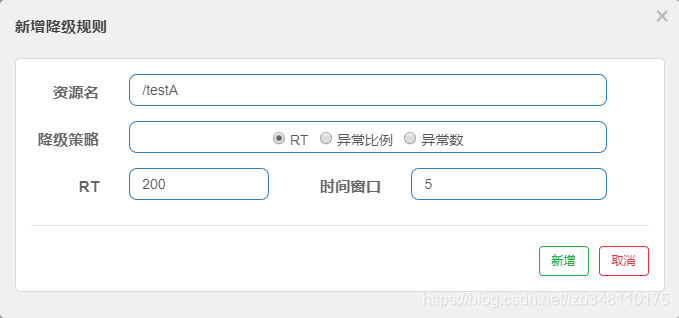 新增降级规则
×
资源名 /testA
降级策略 RT 异常比例 异常数
RT 200 时间窗口 5
新增 取消
https://blog.csdn.net/lzb348110175